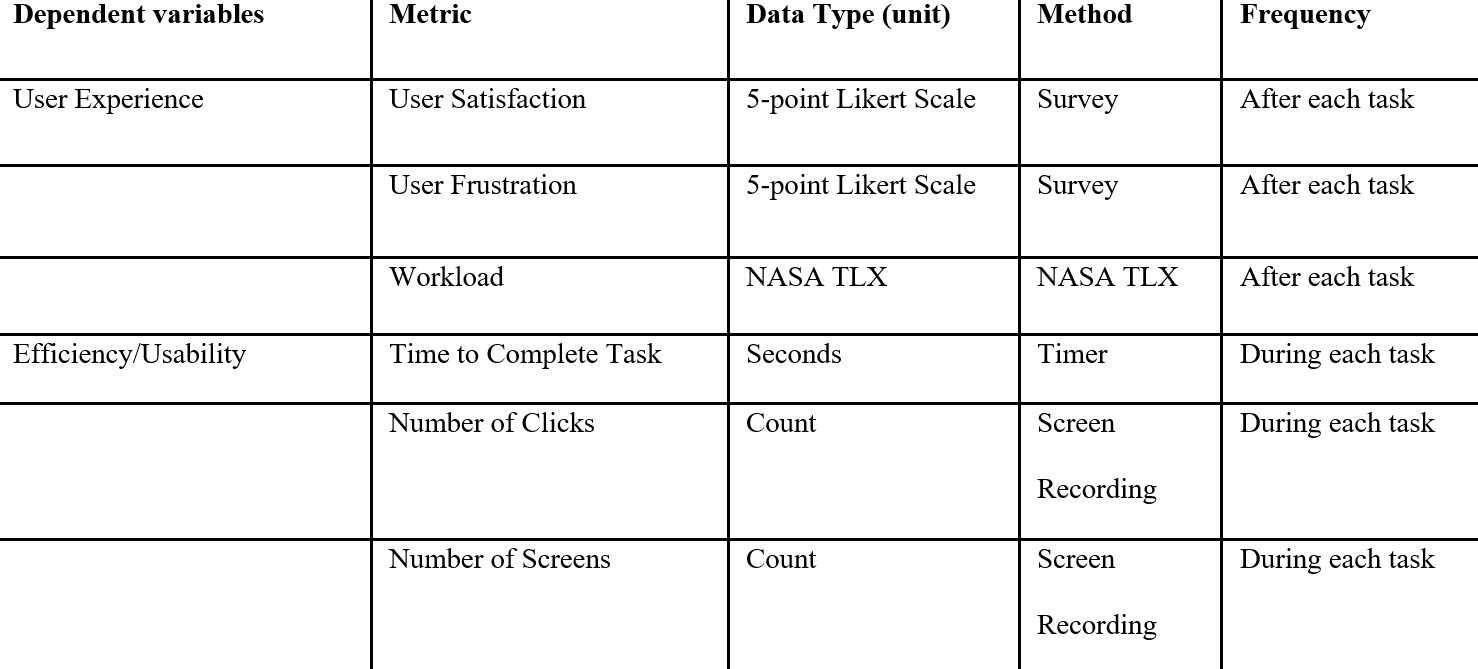 Dependent variables Metric Data Type (unit) Method Frequency
User Experience User Satisfaction 5-point Likert Scale Survey After each task
User Frustration 5-point Likert Scale Survey After each task
Workload NASA TLX NASA TLX After each task
Efficiency/Usability Time to Complete Task Seconds Timer During each task
Number of Clicks Count Screen During each task
Recording
Number of Screens Count Screen During each task
Recording